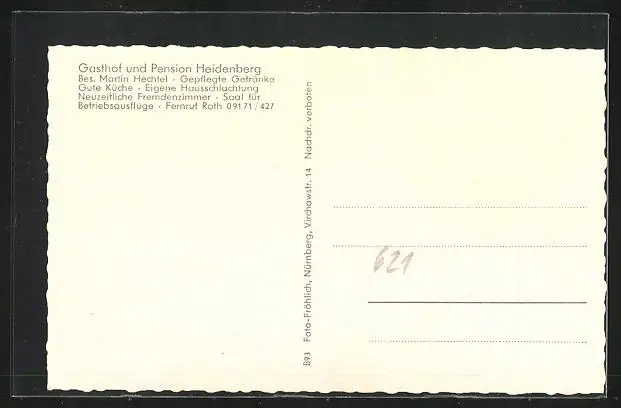 Gasthof und Pension Heidenberg
Bes. Martin Hechtel · Gepflegte Getränke
Gute Küche · Eigene Hausschlachtung
Neuzeitliche Fremdenzimmer · Saal für
Betriebsausflüge · Fernruf Roth 09171/427
B93 Foto-Fröhlich, Nürnberg, Virchowstr. 14 Nachdr. verboten
621